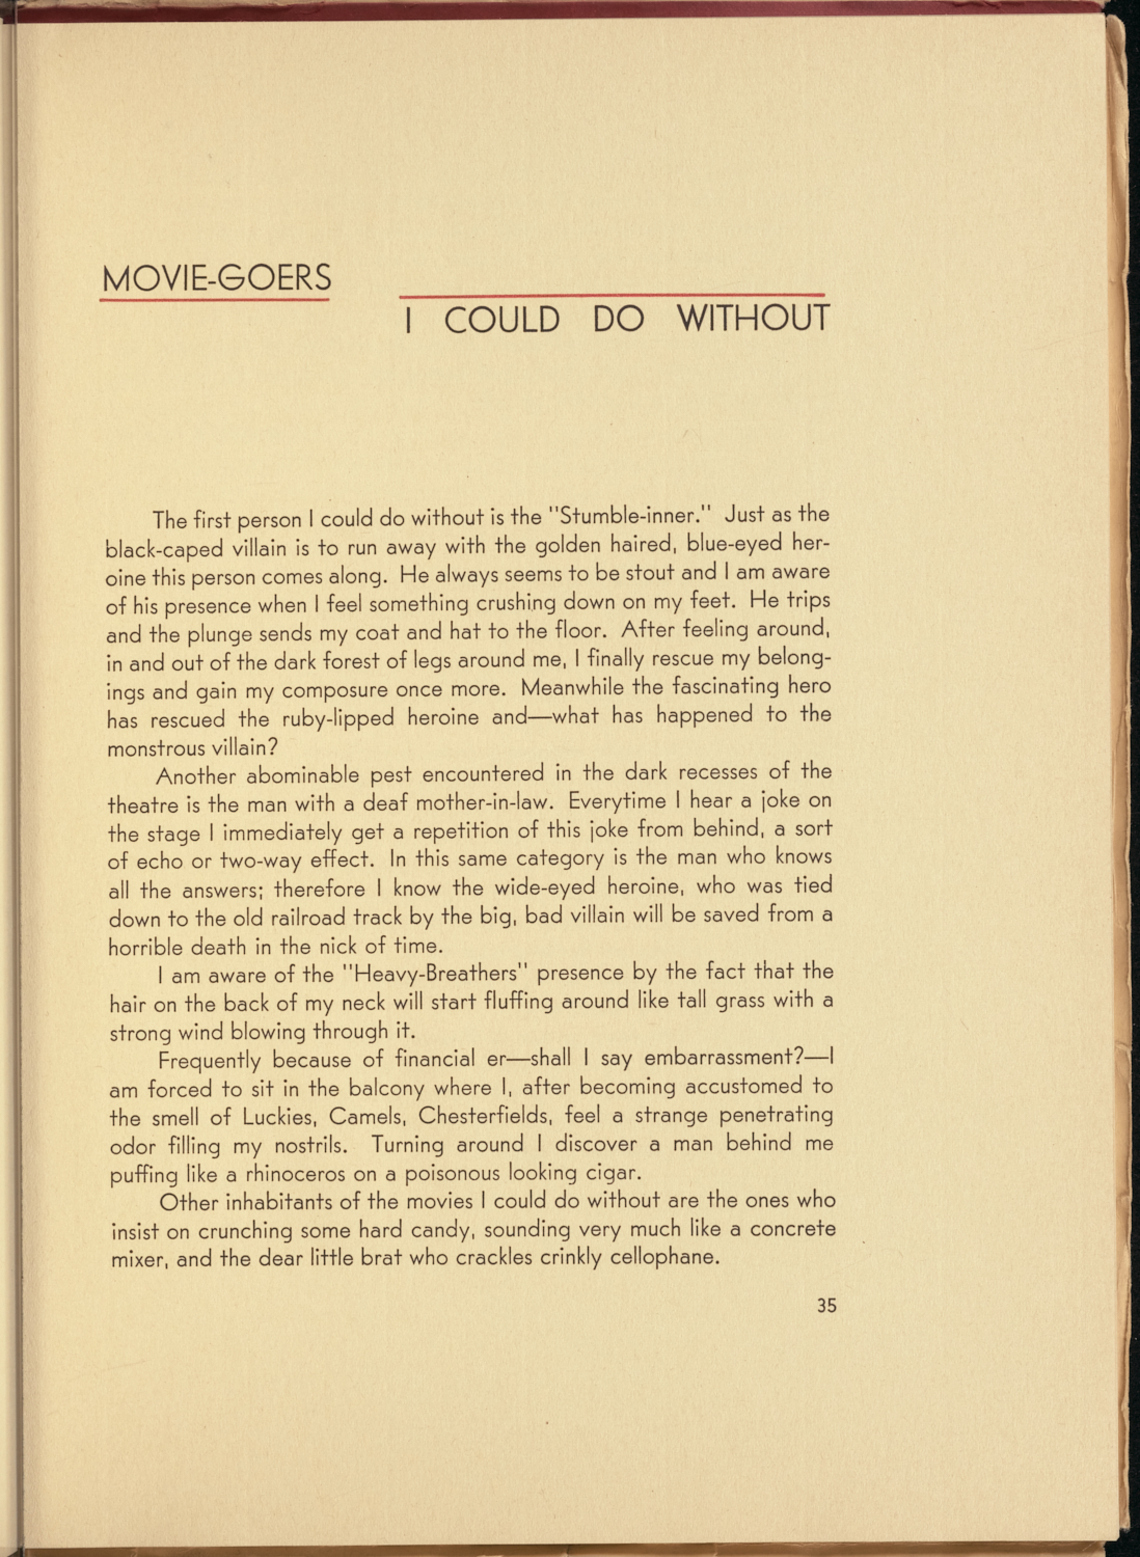 MOVIE-GOERS
I COULD DO WITHOUT
The first person I could do without is the "Stumble-inner." Just as the
black-caped villain is to run away with the golden haired, blue-eyed her-
oine this person comes along. He always seems to be stout and I am aware
of his presence when I feel something crushing down on my feet. He trips
and the plunge sends my coat and hat to the floor. After feeling around,
in and out of the dark forest of legs around me, I finally rescue my belong-
ings and gain my composure once more. Meanwhile the fascinating hero
has rescued the ruby-lipped heroine and—what has happened to the
monstrous villain?
Another abominable pest encountered in the dark recesses of the
theatre is the man with a deaf mother-in-law. Everytime I hear a joke on
the stage I immediately get a repetition of this joke from behind, a sort
of echo or two-way effect. In this same category is the man who knows
all the answers; therefore I know the wide-eyed heroine, who was tied
down to the old railroad track by the big, bad villain will be saved from a
horrible death in the nick of time.
I am aware of the "Heavy-Breathers" presence by the fact that the
hair on the back of my neck will start fluffing around like tall grass with a
strong wind blowing through it.
Frequently because of financial er—shall I say embarrassment?—I
am forced to sit in the balcony where I, after becoming accustomed to
the smell of Luckies, Camels, Chesterfields, feel a strange penetrating
odor filling my nostrils. Turning around I discover a man behind me
puffing like a rhinoceros on a poisonous looking cigar.
Other inhabitants of the movies I could do without are the ones who
insist on crunching some hard candy, sounding very much like a concrete
mixer, and the dear little brat who crackles crinkly cellophane.
35